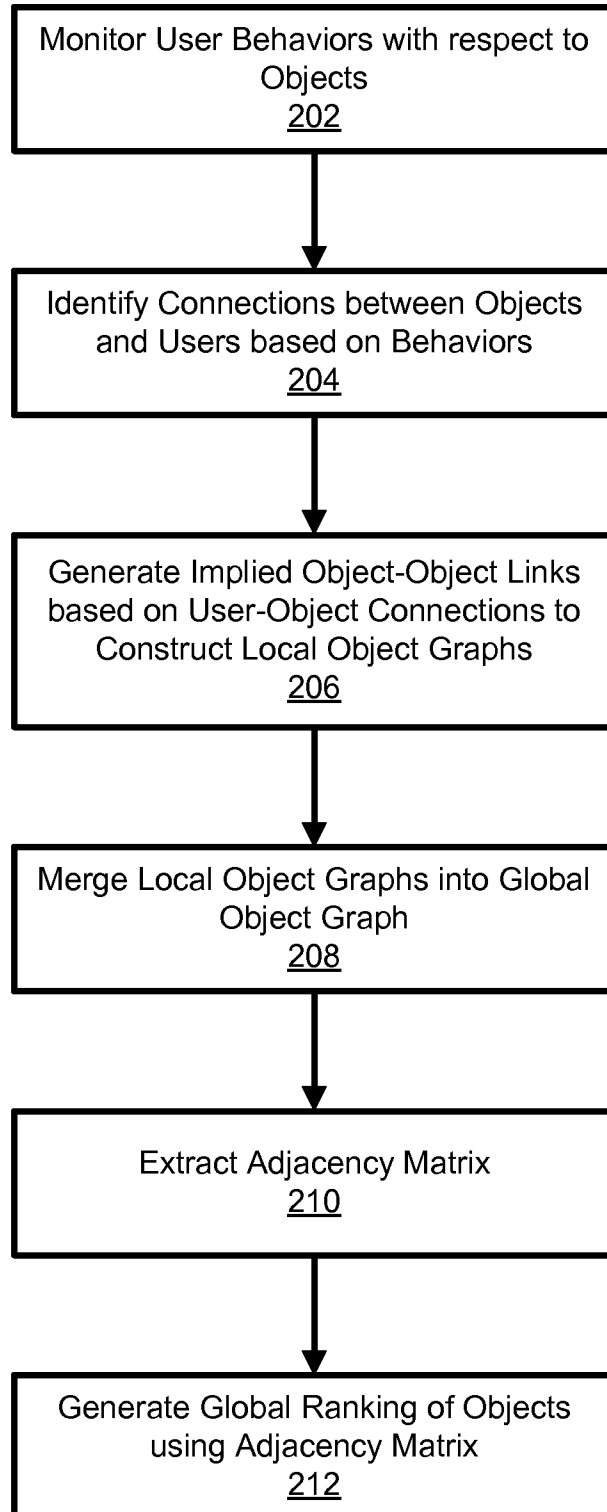 Monitor User Behaviors with respect to
Objects
202
Identify Connections between Objects
and Users based on Behaviors
204
Generate Implied Object-Object Links
based on User-Object Connections to
Construct Local Object Graphs
206
Merge Local Object Graphs into Global
Object Graph
208
Extract Adjacency Matrix
210
Generate Global Ranking of Objects
using Adjacency Matrix
212